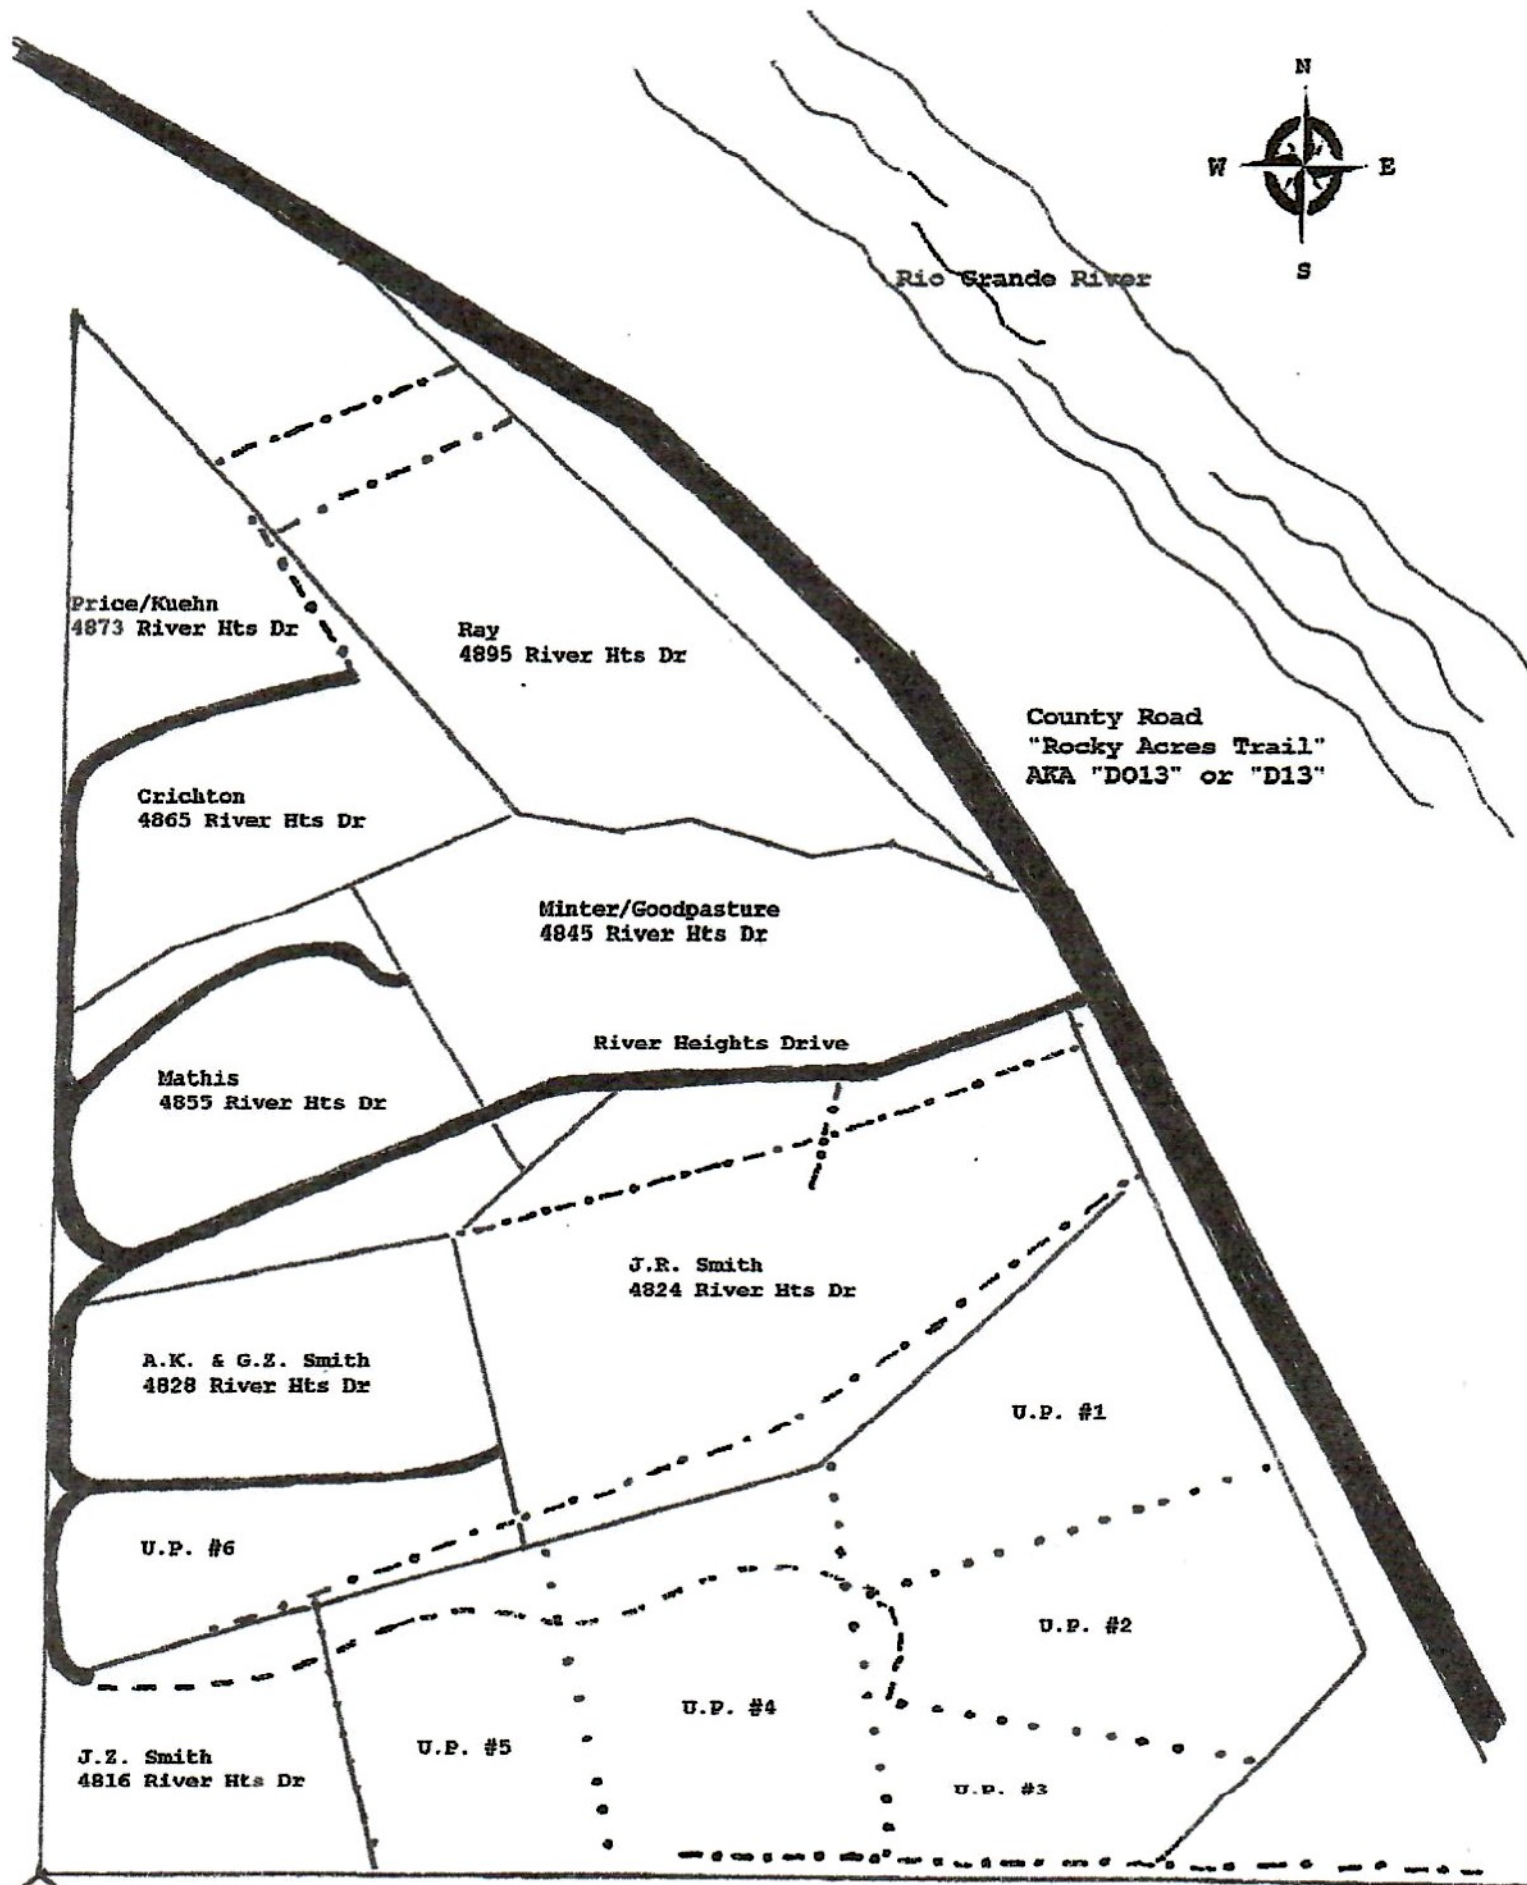 N
W E
S
Rio Grande River
Price/Kuehn
4873 River Hts Dr
Ray
4895 River Hts Dr
County Road
"Rocky Acres Trail"
AKA "D013" or "D13"
Crichton
4865 River Hts Dr
Minter/Goodpasture
4845 River Hts Dr
River Heights Drive
Mathis
4855 River Hts Dr
J.R. Smith
4824 River Hts Dr
A.K. & G.Z. Smith
4828 River Hts Dr
U.P. #1
U.P. #6
U.P. #2
U.P. #4
U.P. #5
J.Z. Smith
4816 River Hts Dr
U.P. #3